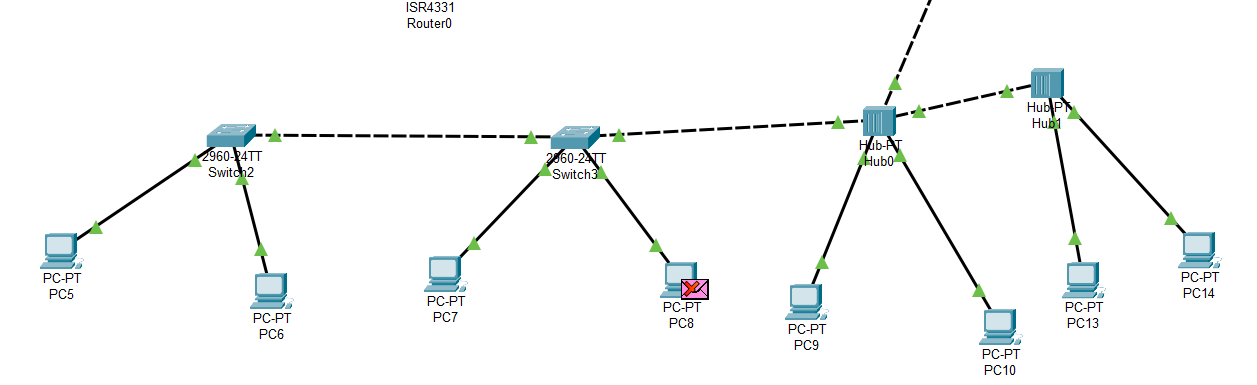 ISR4331
Router0
2960-24TT
Switch2
2960-24TT
Switch3
Hub-PT
Hub0
Hub-PT
Hub1
PC-PT
PC5
PC-PT
PC6
PC-PT
PC7
PC-PT
PC8
PC-PT
PC9
PC-PT
PC10
PC-PT
PC13
PC-PT
PC14